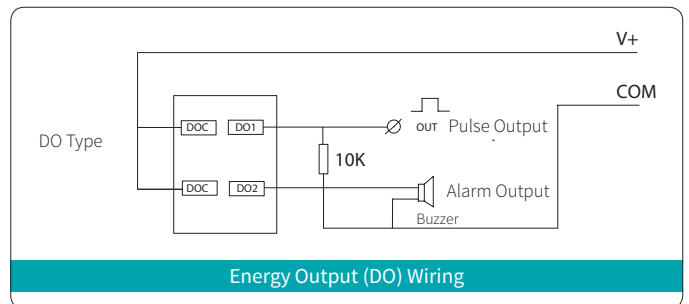 V+
COM
DO Type
DOC DO1
OUT Pulse Output
10K
DOC DO2
Alarm Output
Buzzer
Energy Output (DO) Wiring